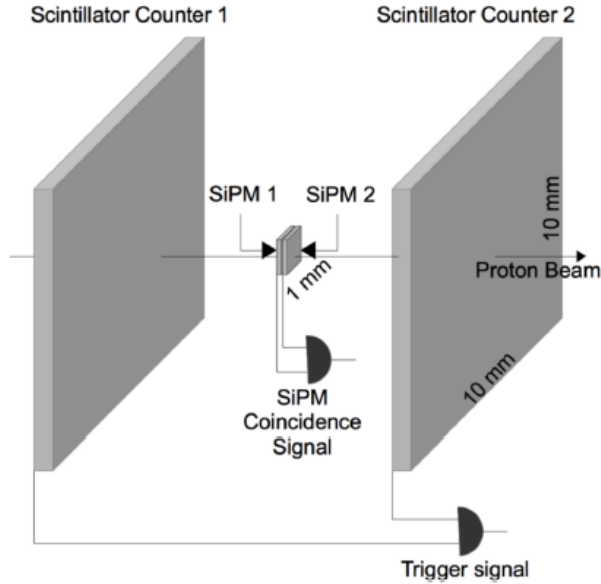 Scintillator Counter 1
Scintillator Counter 2
SiPM 1
SiPM 2
10 mm
1 mm
Proton Beam
10 mm
SiPM
Coincidence
Signal
Trigger signal